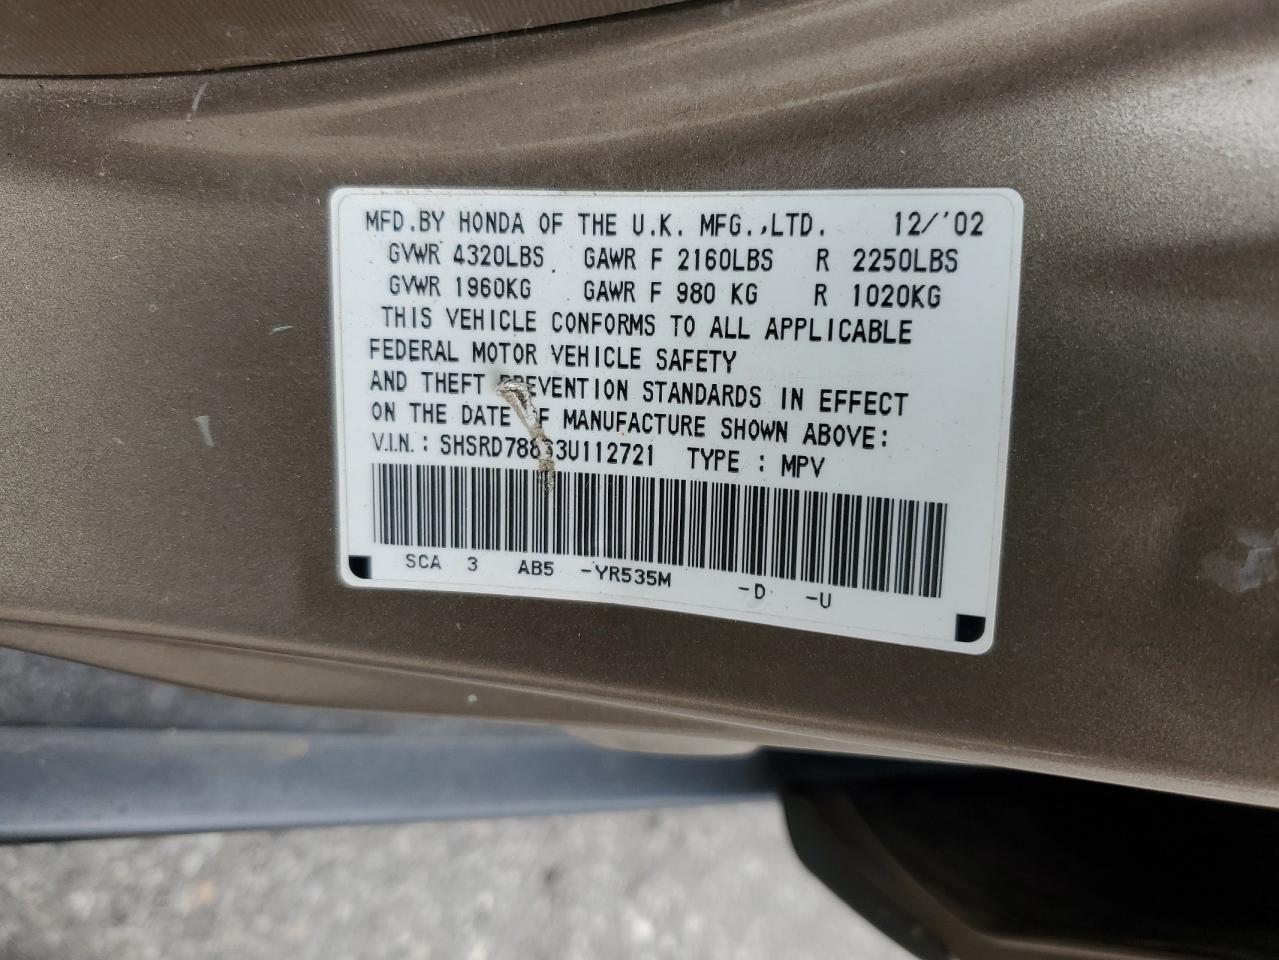 MFD.BY HONDA OF THE U.K. MFG.,LTD. 12/'02
GVWR 4320LBS GAWR F 2160LBS R 2250LBS
GVWR 1960KG GAWR F 980 KG R 1020KG
THIS VEHICLE CONFORMS TO ALL APPLICABLE
FEDERAL MOTOR VEHICLE SAFETY
AND THEFT PREVENTION STANDARDS IN EFFECT
ON THE DATE OF MANUFACTURE SHOWN ABOVE:
V.I.N.: TYPE : MPV
SCA 3 AB5 -YR535M -D -U